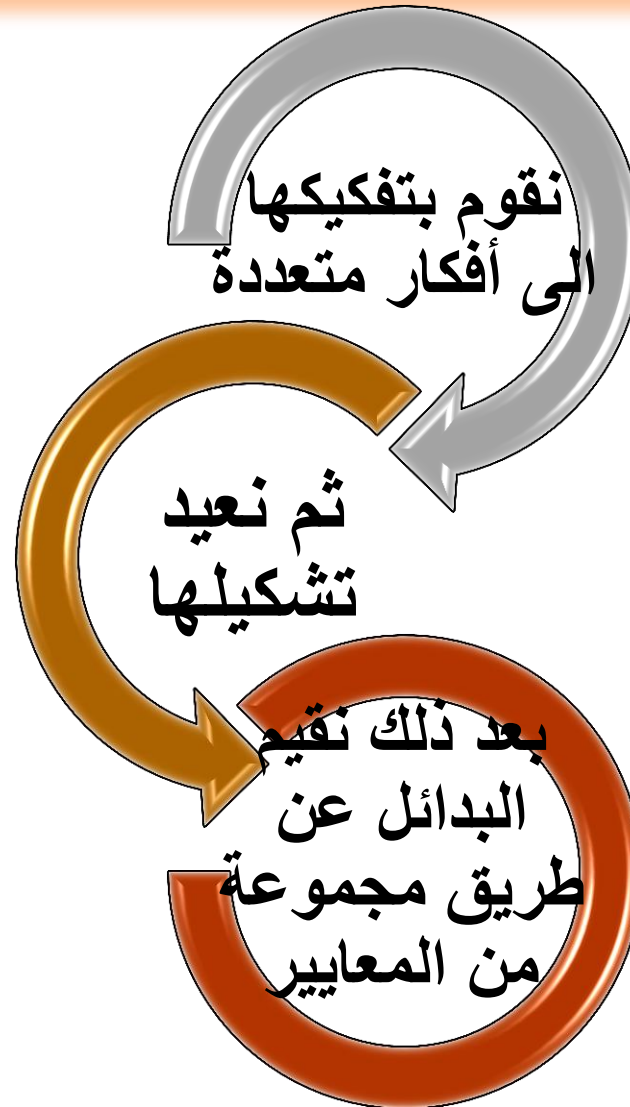 نقوم بتفكيكها
الى أفكار متعددة
ثم نعيد
تشكيلها
بعد ذلك نقيم
البدائل عن
طريق مجموعة
من المعايير